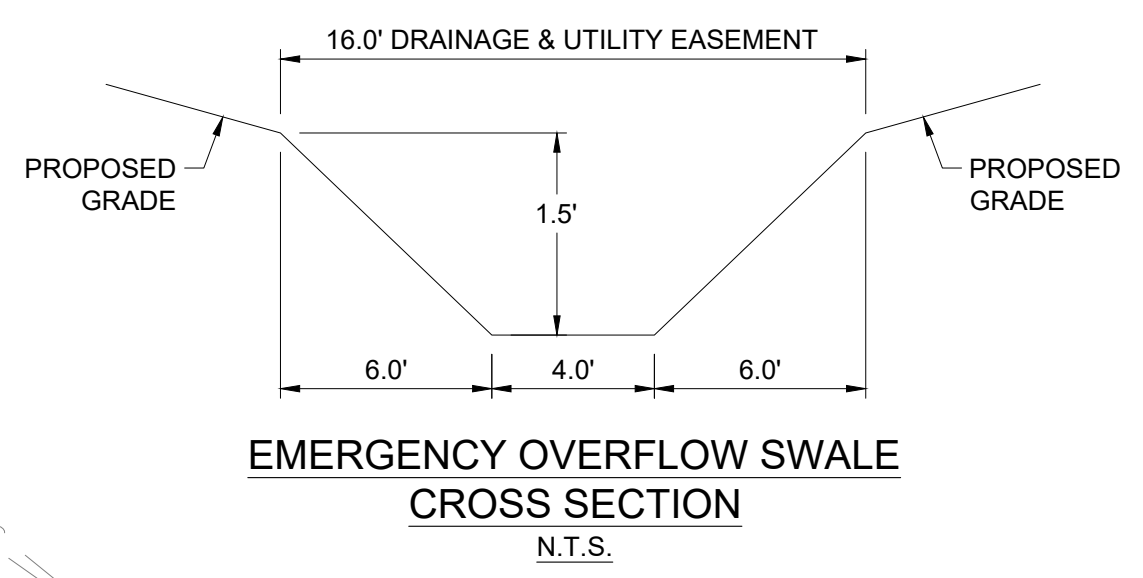 16.0' DRAINAGE & UTILITY EASEMENT
PROPOSED
GRADE
1.5'
PROPOSED
GRADE
6.0'
4.0'
6.0'
EMERGENCY OVERFLOW SWALE
CROSS SECTION
N.T.S.